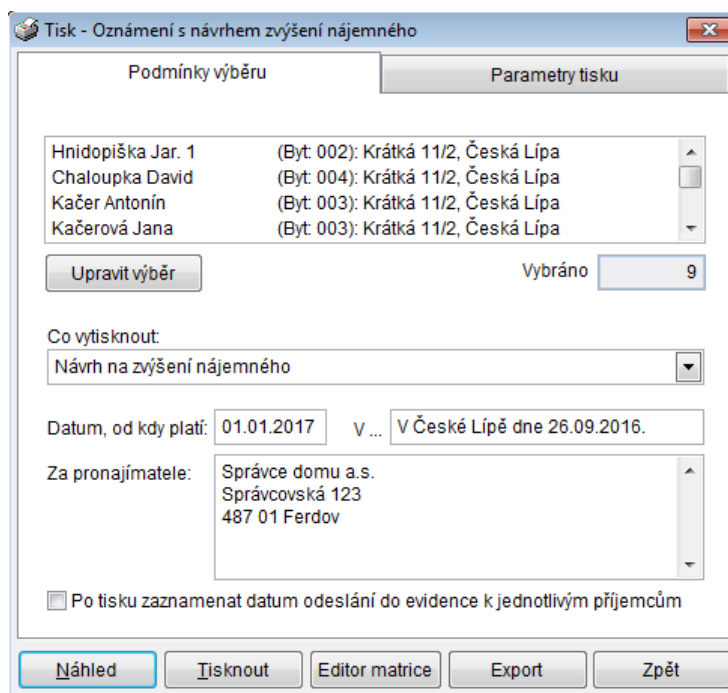 Tisk - Oznámení s návrhem zvýšení nájemného
Podmínky výběru
Parametry tisku
Hnidopiška Jar. 1 (Byt: 002): Krátká 11/2, Česká Lípa
Chaloupka David (Byt: 004): Krátká 11/2, Česká Lípa
Kačer Antonín (Byt: 003): Krátká 11/2, Česká Lípa
Kačerová Jana (Byt: 003): Krátká 11/2, Česká Lípa
Upravit výběr
Vybráno 9
Co vytisknout:
Návrh na zvýšení nájemného
Datum, od kdy platí: 01.01.2017 V ... V České Lípě dne 26.09.2016.
Za pronajímatele: Správce domu a.s.
Správcovská 123
487 01 Ferdov
Po tisku zaznamenat datum odeslání do evidence k jednotlivým příjemcům
Náhled Tisknout Editor matrice Export Zpět